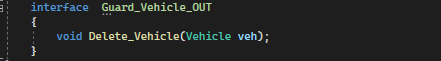 interface Guard_Vehicle_OUT
{
void Delete_Vehicle(Vehicle veh);
}